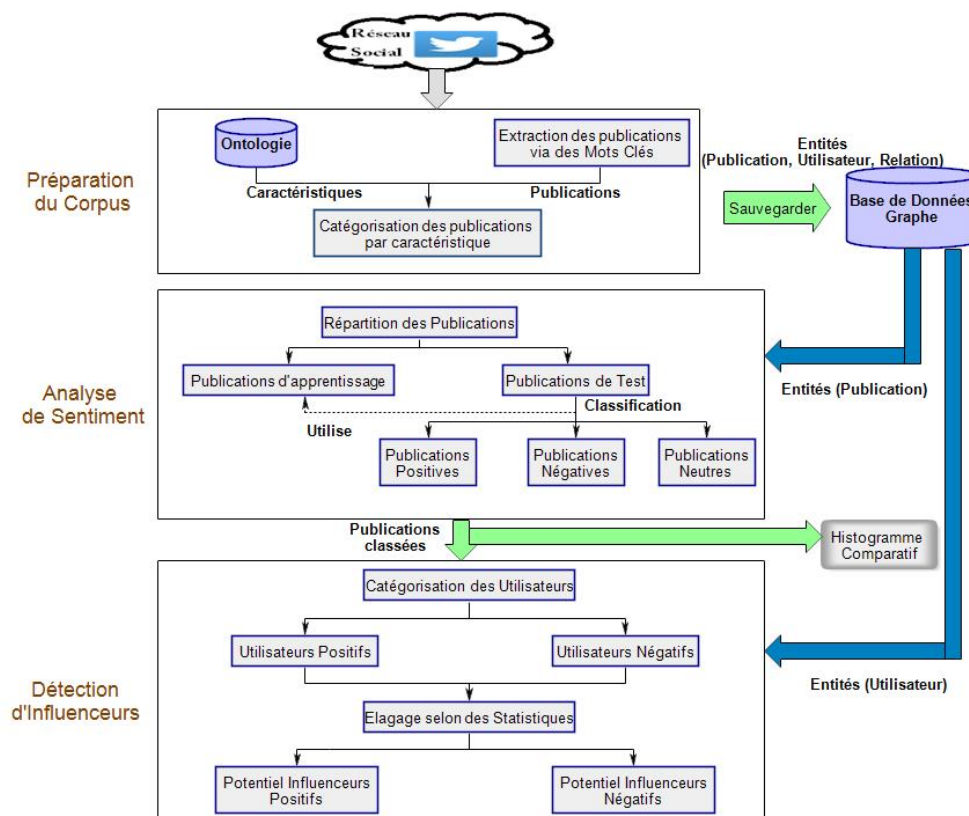 Réseau
Social
Ontologie
Extraction des publications
via des Mots Clés
Caractéristiques
Publications
Catégorisation des publications
par caractéristique
Préparation
du Corpus
Entités
(Publication, Utilisateur, Relation)
Sauvegarder
Base de Données
Graphe
Répartition des Publications
Publications d'apprentissage
Publications de Test
Classification
Utilise
Publications
Positives
Publications
Négatives
Publications
Neutres
Analyse
de Sentiment
Entités (Publication)
Publications
classées
Histogramme
Comparatif
Catégorisation des Utilisateurs
Utilisateurs Positifs
Utilisateurs Négatifs
Elagage selon des Statistiques
Potentiel Influenceurs
Positifs
Potentiel Influenceurs
Négatifs
Détection
d'Influenceurs
Entités (Utilisateur)